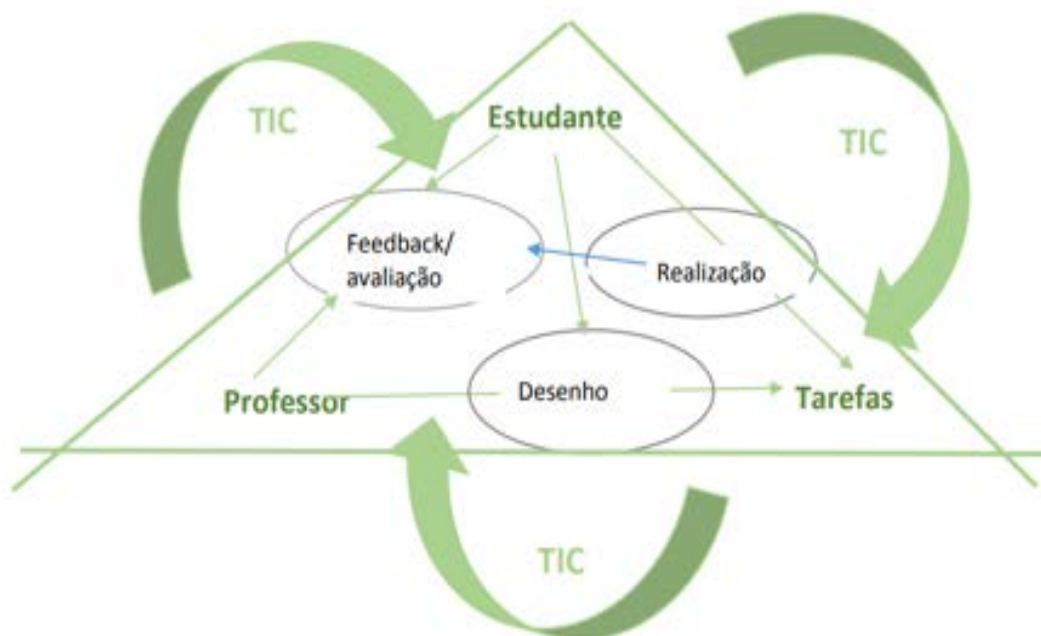 TIC
Estudante
TIC
Feedback/
avaliação
Realização
Professor
Desenho
Tarefas
TIC